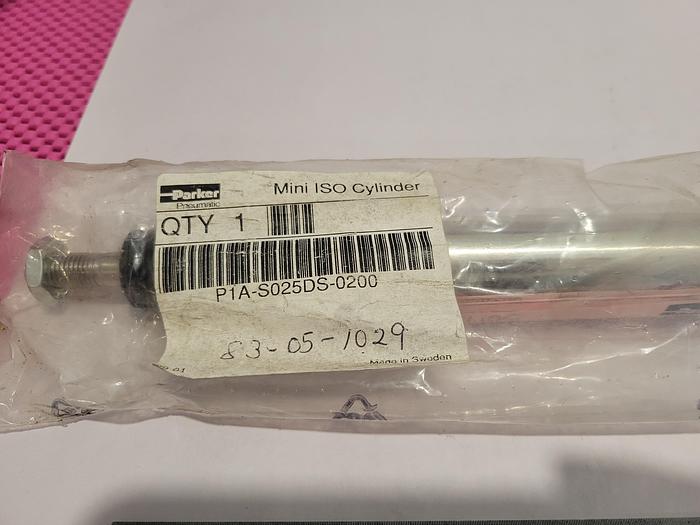 Parker
Pneumatic
Mini ISO Cylinder
QTY 1
P1A-S025DS-0200
83-05-1029
Made in Sweden